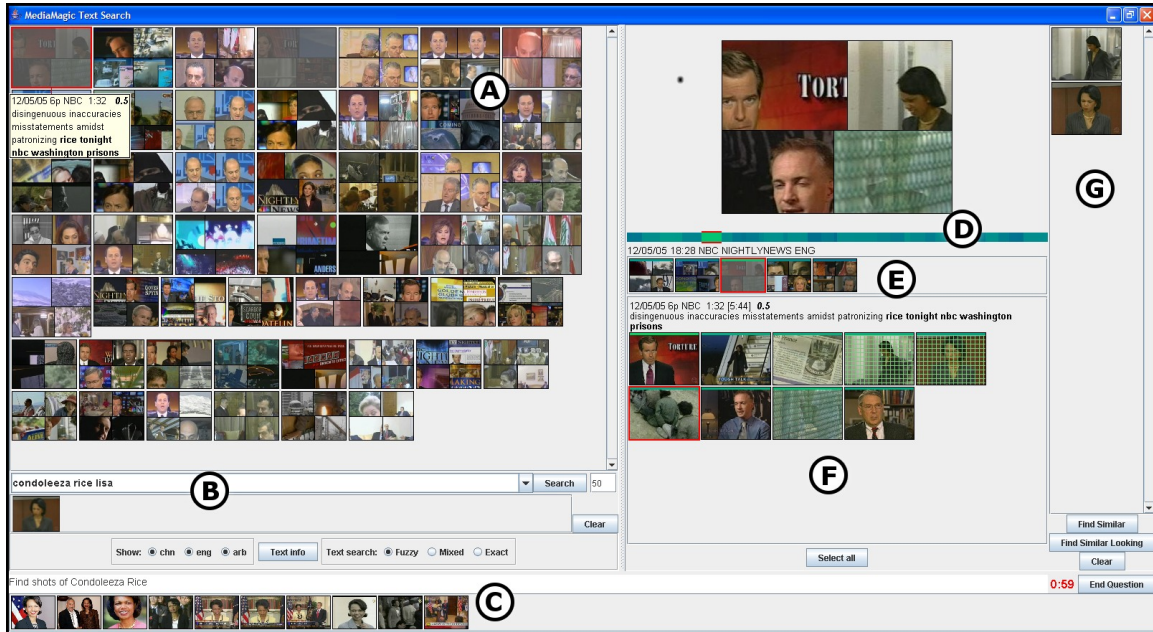 MediaMagic Text Search
A
12/05/05 6p NBC 1:32 0.5
disingenuous inaccuracies
misstatements amidst
patronizing rice tonight
nbc washington prisons
TORT
D
12/05/05 18:28 NBC NIGHTLYNEWS ENG
E
12/05/05 6p NBC 1:32 [5:44] 0.5
disingenuous inaccuracies misstatements amidst patronizing rice tonight nbc washington
prisons
TORTURE
F
G
condoleeza rice lisa
B
Search
50
Clear
Show:
chn
eng
arb
Text info
Text search:
Fuzzy
Mixed
Exact
Select all
Find Similar
Find Similar Looking
Clear
Find shots of Condoleeza Rice
0:59
End Question
C